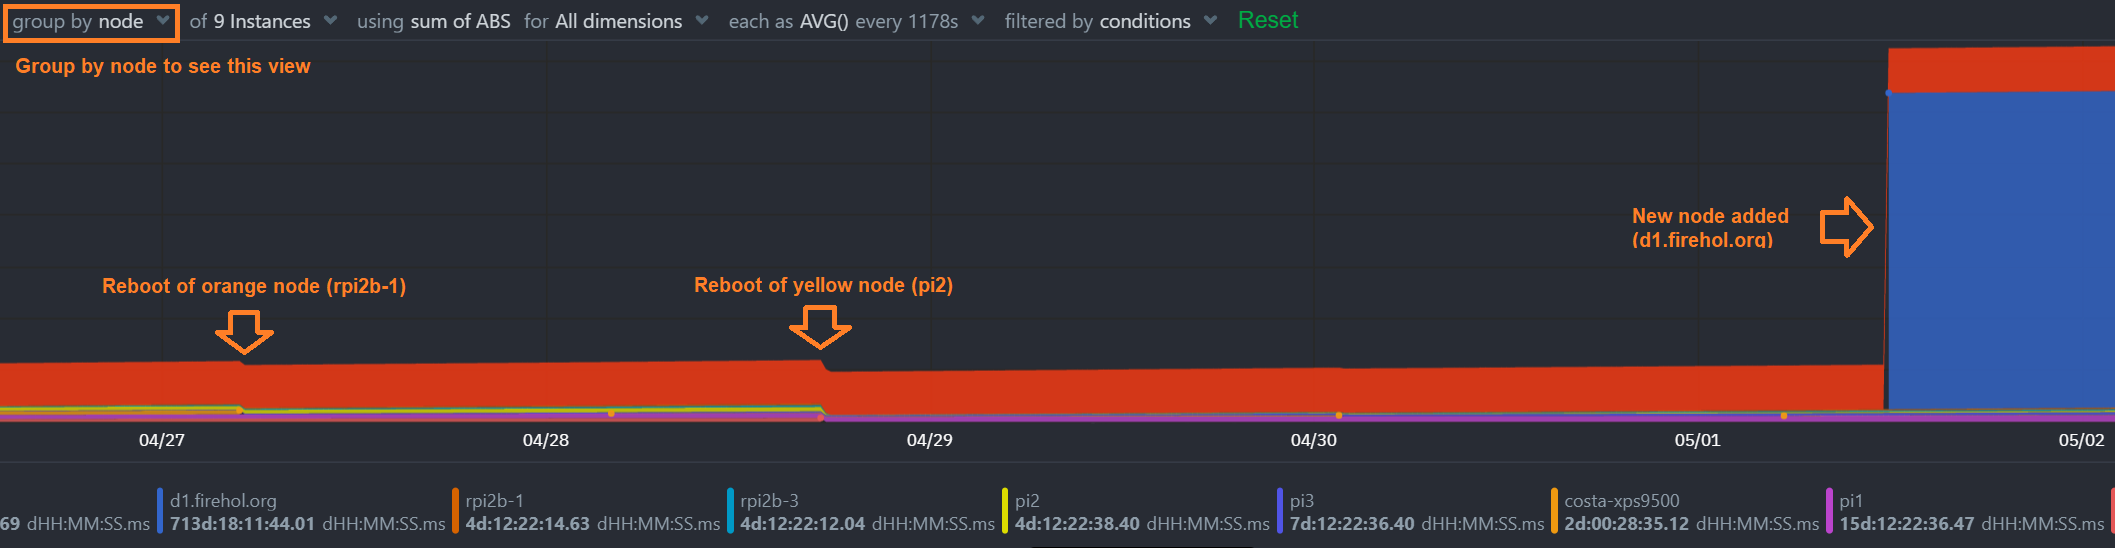 group by node of 9 Instances using sum of ABS for All dimensions each as AVG() every 1178s filtered by conditions Reset
Group by node to see this view
New node added
(d1.firehol.org)
Reboot of orange node (rpi2b-1)
Reboot of yellow node (pi2)
04/27 04/28 04/29 04/30 05/01 05/02
d1.firehol.org rpi2b-1 rpi2b-3 pi2 pi3 costa-xps9500 pi1
69 dHH:MM:SS.ms 713d:18:11:44.01 dHH:MM:SS.ms 4d:12:22:14.63 dHH:MM:SS.ms 4d:12:22:12.04 dHH:MM:SS.ms 4d:12:22:38.40 dHH:MM:SS.ms 7d:12:22:36.40 dHH:MM:SS.ms 2d:00:28:35.12 dHH:MM:SS.ms 15d:12:22:36.47 dHH:MM:SS.ms